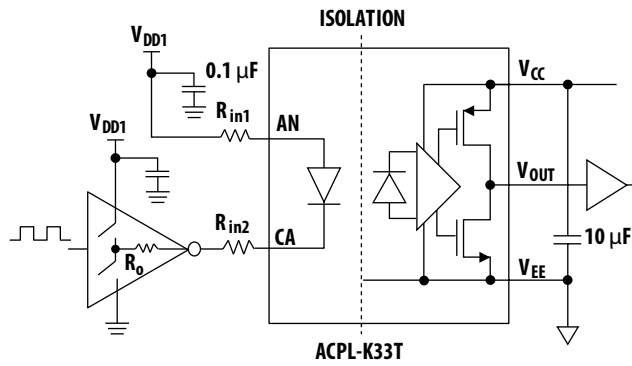 ISOLATION
VDD1
0.1 μF
VCC
Rin1
AN
VDD1
VOUT
Rin2
CA
Ro
10 μF
VEE
ACPL-K33T